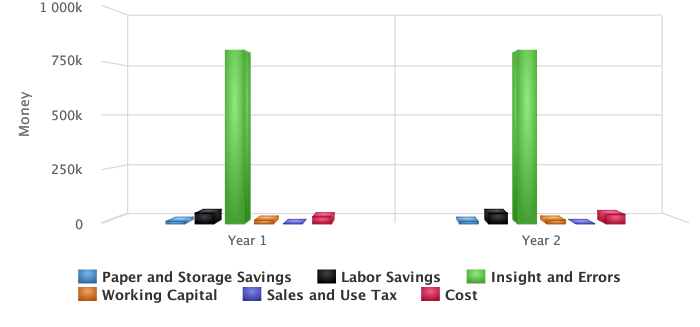 1 000k
750k
500k
250k
0
Money
Year 1 Year 2
Paper and Storage Savings Labor Savings Insight and Errors
Working Capital Sales and Use Tax Cost